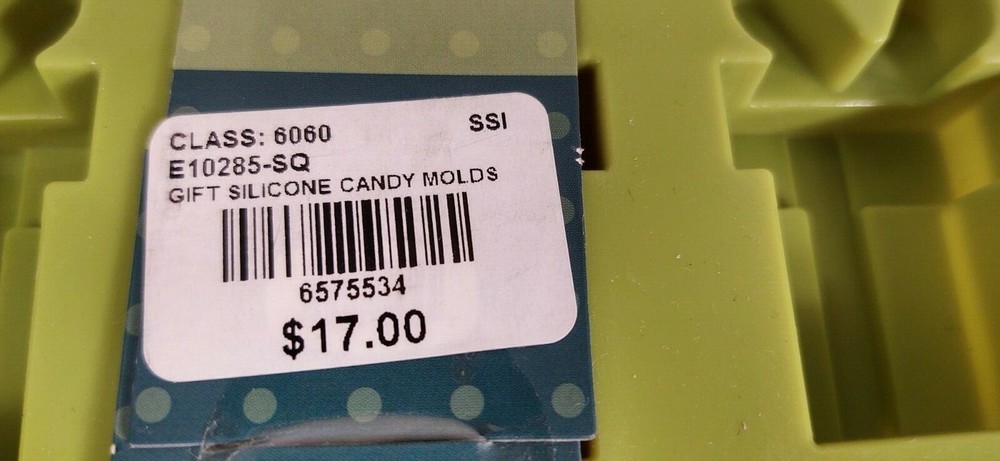 CLASS: 6060 SSI
E10285-SQ
GIFT SILICONE CANDY MOLDS
6575534
$17.00